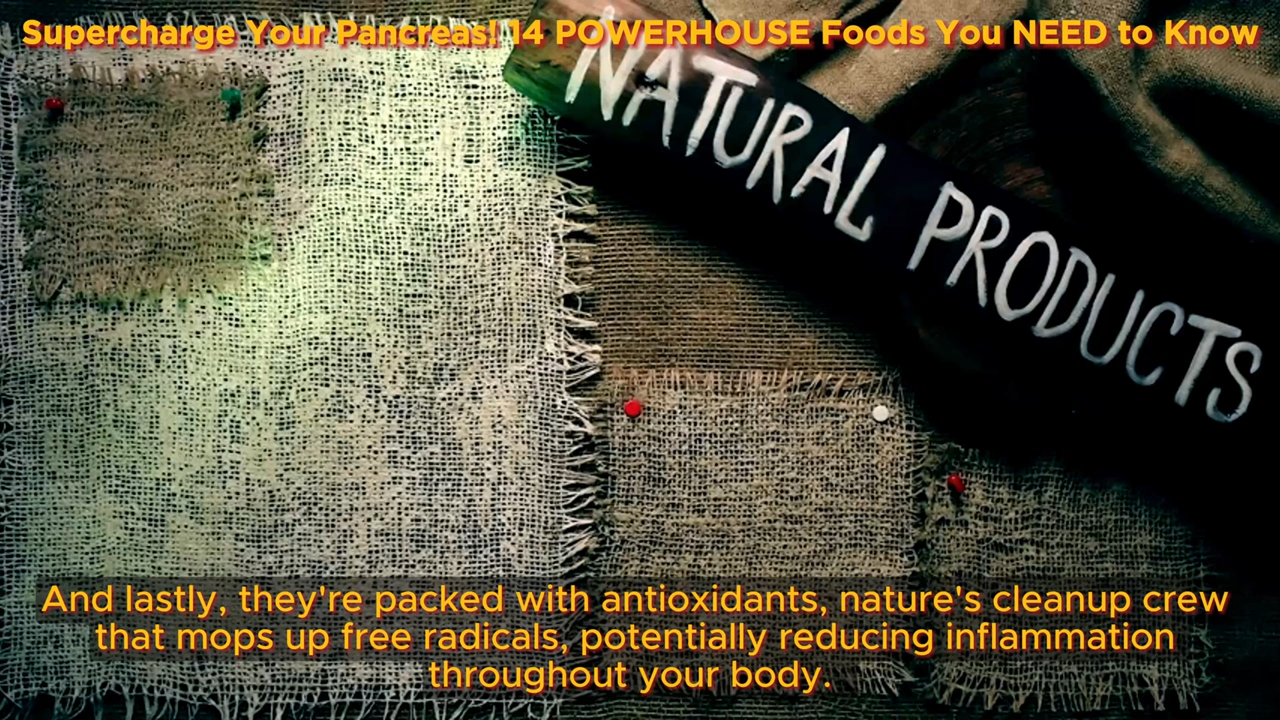 Supercharge Your Pancreas! 14 POWERHOUSE Foods You NEED to Know
NATURAL PRODUCTS
And lastly, they're packed with antioxidants, nature's cleanup crew
that mops up free radicals, potentially reducing inflammation
throughout your body.